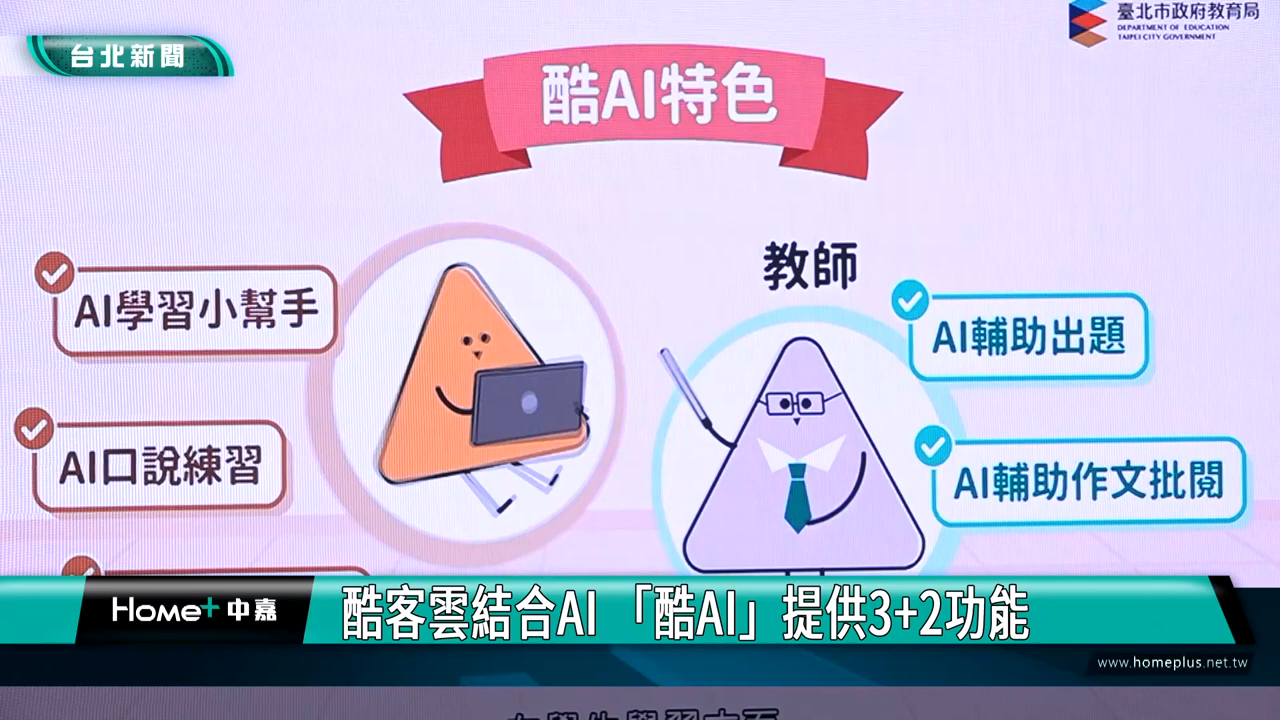 臺北市政府教育局
DEPARTMENT OF EDUCATION
TAIPEI CITY GOVERNMENT
台北新聞
酷AI特色
教師
AI學習小幫手
AI輔助出題
AI口說練習
AI輔助作文批閱
Home+中嘉
酷客雲結合AI「酷AI」提供3+2功能
www.homeplus.net.tw